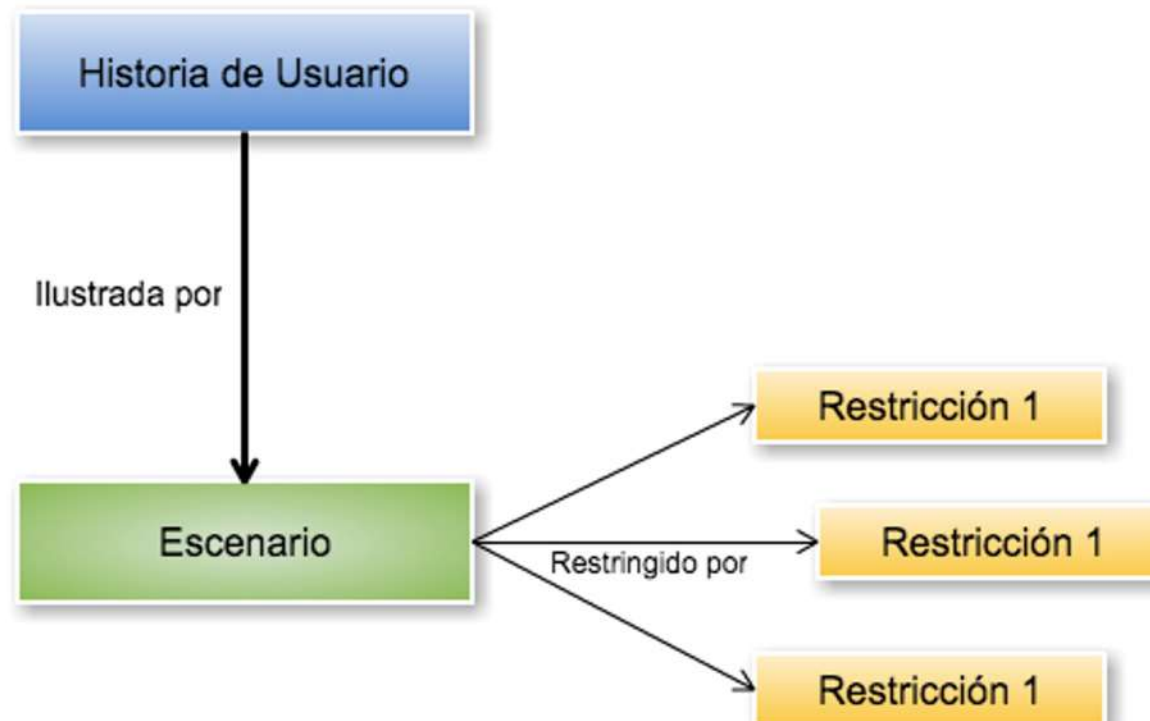 Historia de Usuario
Ilustrada por
Escenario
Restringido por
Restricción 1
Restricción 1
Restricción 1